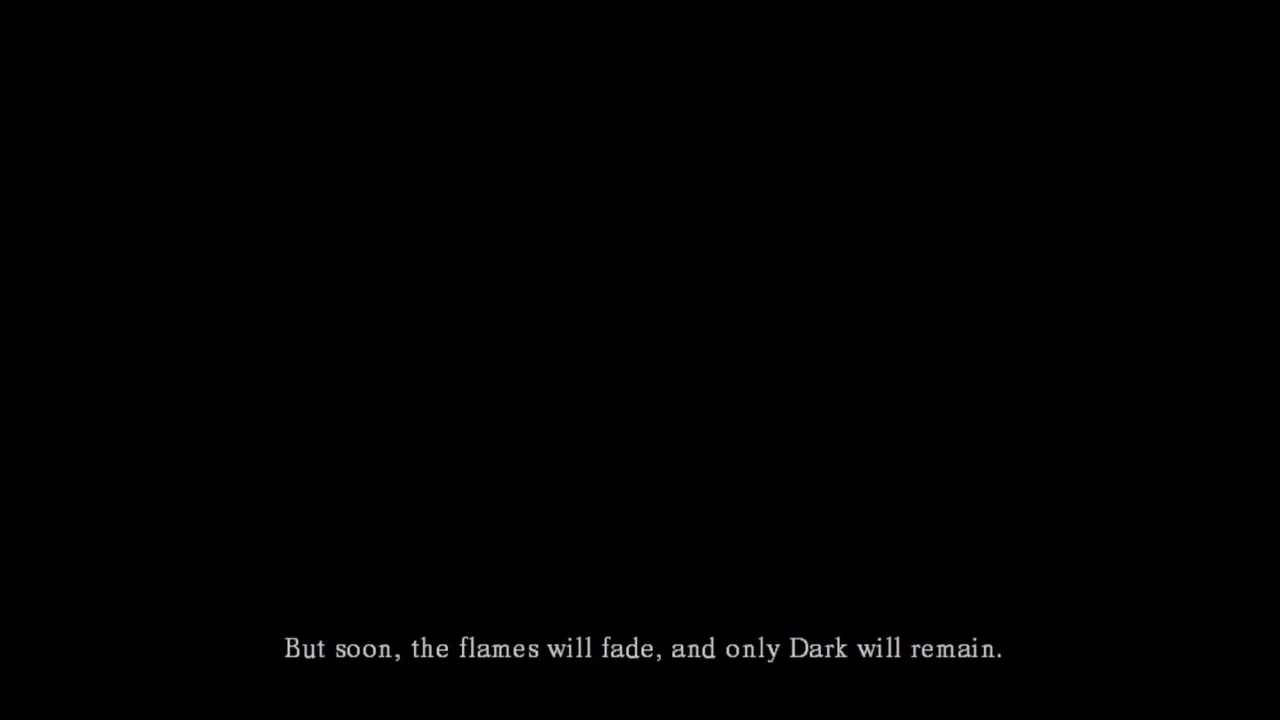 But soon, the flames will fade, and only Dark will remain.